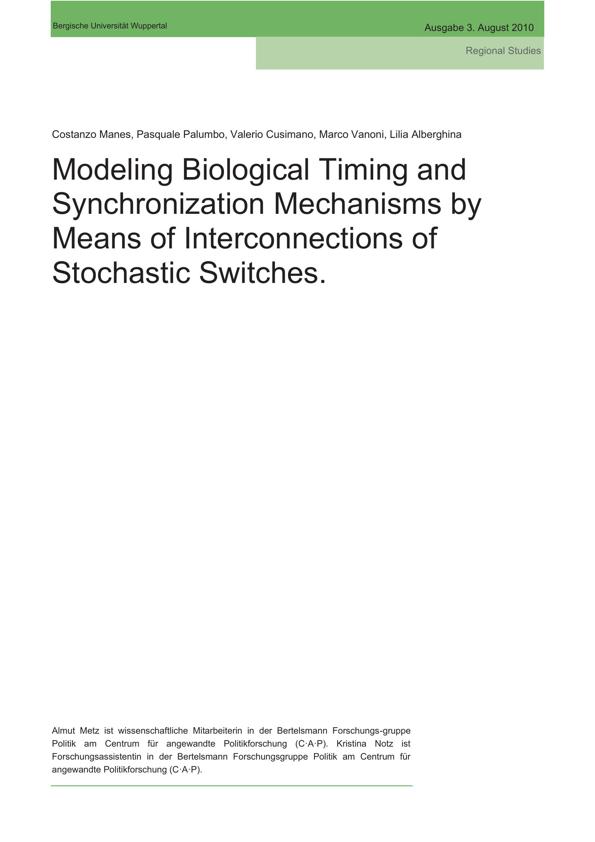 Bergische Universität Wuppertal
Ausgabe 3. August 2010
Regional Studies
Costanzo Manes, Pasquale Palumbo, Valerio Cusimano, Marco Vanoni, Lilia Alberghina
Modeling Biological Timing and
Synchronization Mechanisms by
Means of Interconnections of
Stochastic Switches.
Almut Metz ist wissenschaftliche Mitarbeiterin in der Bertelsmann Forschungs-gruppe
Politik am Centrum für angewandte Politikforschung (C·A·P). Kristina Notz ist
Forschungsassistentin in der Bertelsmann Forschungsgruppe Politik am Centrum für
angewandte Politikforschung (C·A·P).